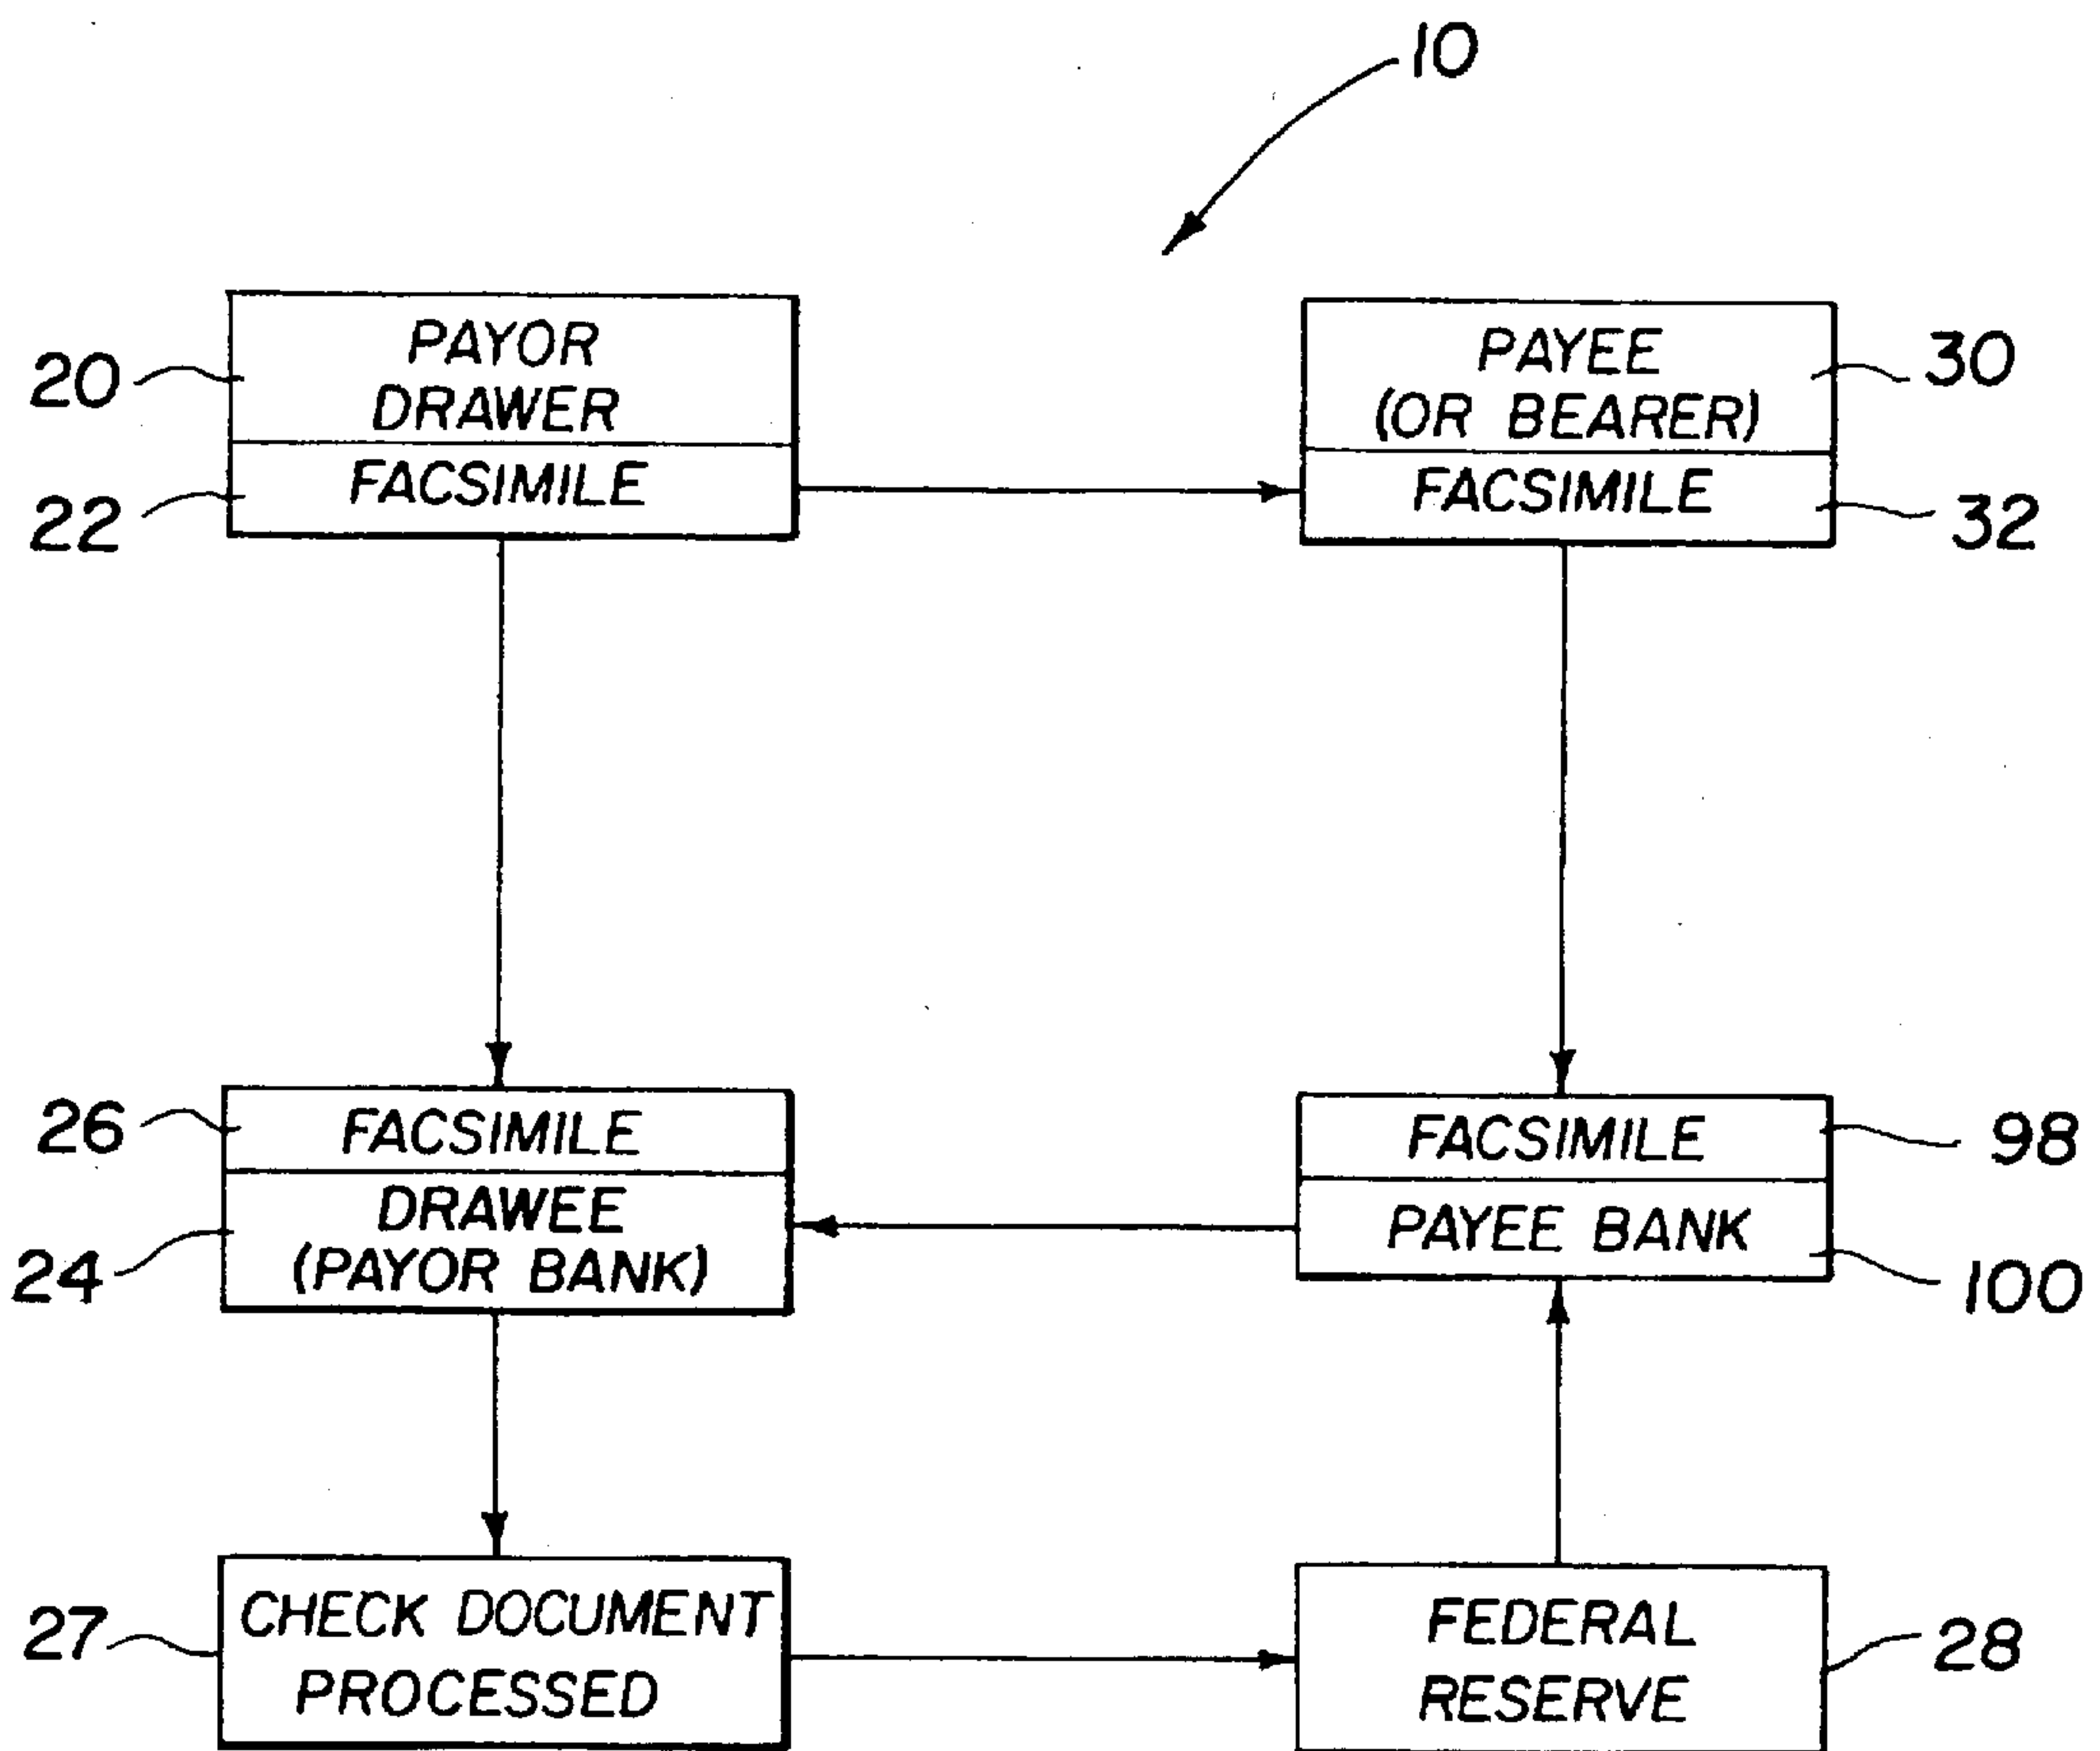 10
PAYOR
DRAWER
20
FACSIMILE
22
PAYEE
(OR BEARER)
30
FACSIMILE
32
26
FACSIMILE
24
DRAWEE
(PAYOR BANK)
FACSIMILE
98
PAYEE BANK
100
27
CHECK DOCUMENT
PROCESSED
FEDERAL
RESERVE
28